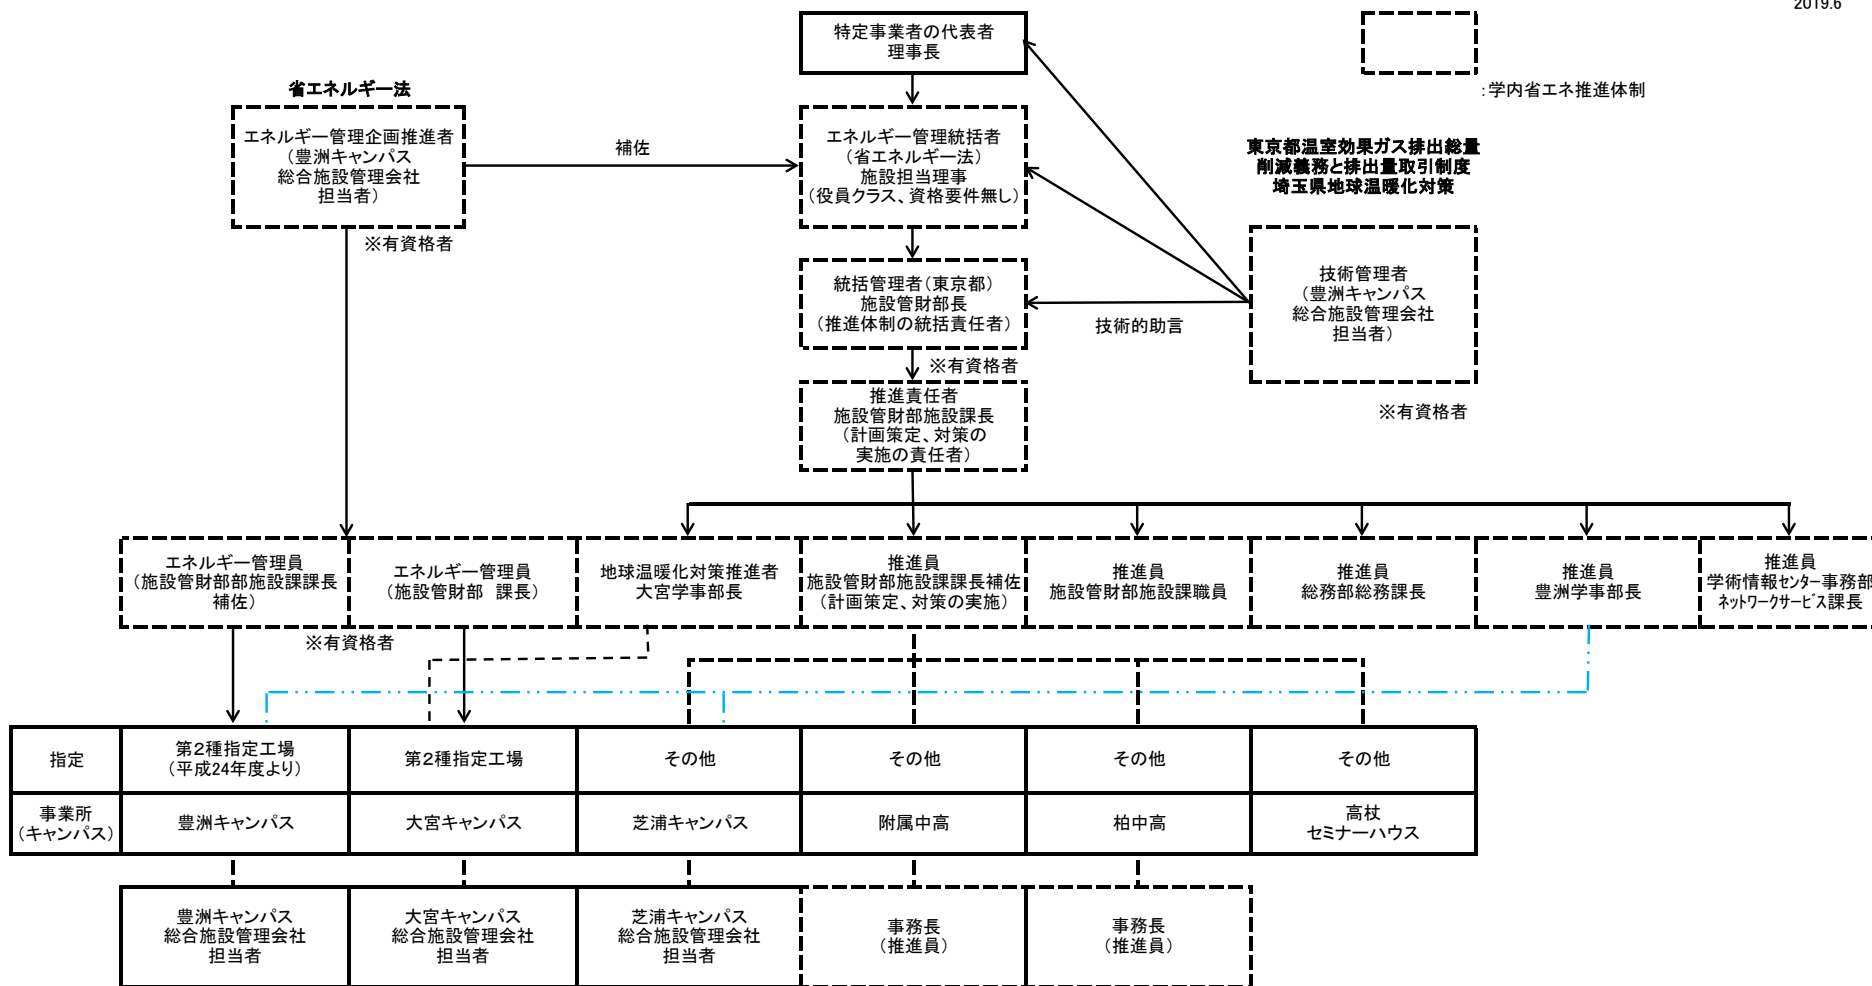 2019.6
特定事業者の代表者
理事長
:学内省エネ推進体制
省エネルギー法
エネルギー管理企画推進者
（豊洲キャンパス
総合施設管理会社
担当者）
※有資格者
補佐
エネルギー管理統括者
（省エネルギー法）
施設担当理事
（役員クラス、資格要件無し）
東京都温室効果ガス排出総量
削減義務と排出量取引制度
埼玉県地球温暖化対策
技術管理者
（豊洲キャンパス
総合施設管理会社
担当者）
※有資格者
技術的助言
統括管理者（東京都）
施設管財部長
（推進体制の統括責任者）
※有資格者
推進責任者
施設管財部施設課長
（計画策定、対策の
実施の責任者）
エネルギー管理員
（施設管財部部施設課課長
補佐）
※有資格者
エネルギー管理員
（施設管財部　課長）
地球温暖化対策推進者
大宮学事部長
推進員
施設管財部施設課課長補佐
（計画策定、対策の実施）
推進員
施設管財部施設課職員
推進員
総務部総務課長
推進員
豊洲学事部長
推進員
学術情報センター事務部
ネットワークサービス課長
指定
第2種指定工場
（平成24年度より）
第2種指定工場
その他
その他
その他
その他
事業所
（キャンパス）
豊洲キャンパス
大宮キャンパス
芝浦キャンパス
附属中高
柏中高
高杖
セミナーハウス
豊洲キャンパス
総合施設管理会社
担当者
大宮キャンパス
総合施設管理会社
担当者
芝浦キャンパス
総合施設管理会社
担当者
事務長
（推進員）
事務長
（推進員）